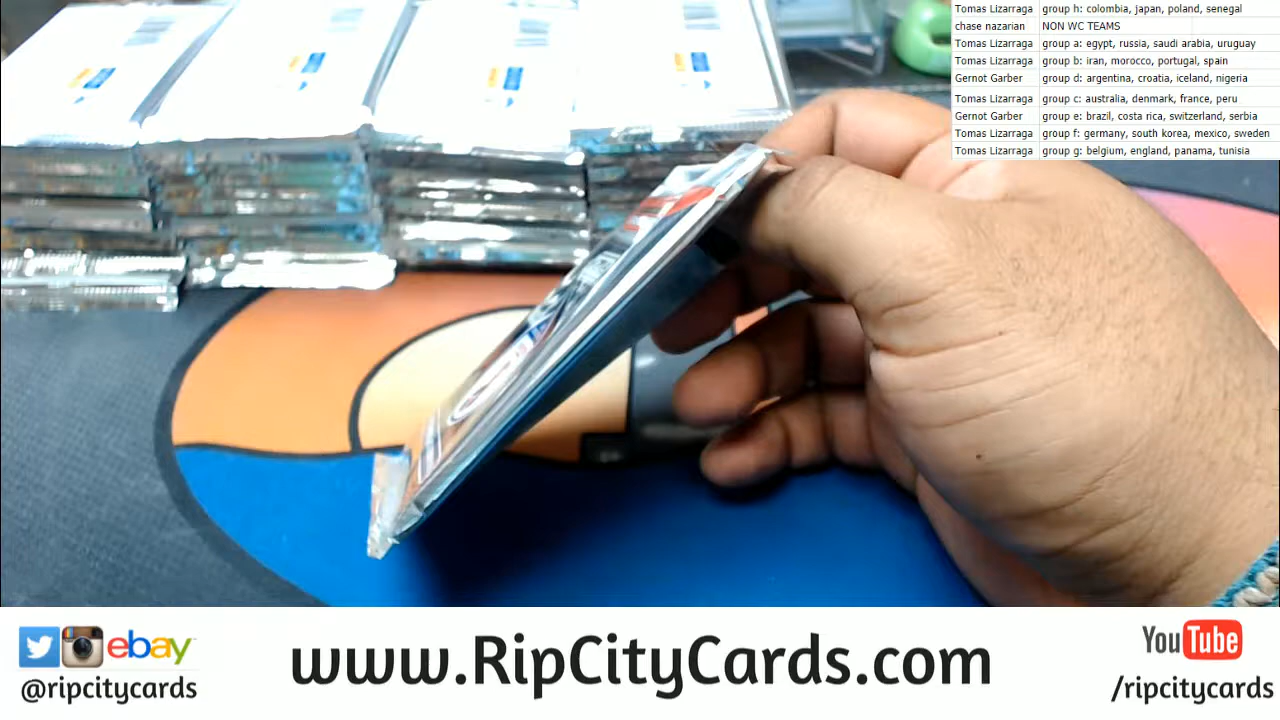 Tomas Lizarraga group h: colombia, japan, poland, senegal
chase nazarian NON WC TEAMS
Tomas Lizarraga group a: egypt, russia, saudi arabia, uruguay
Tomas Lizarraga group b: iran, morocco, portugal, spain
Gernot Garber group d: argentina, croatia, iceland, nigeria
Tomas Lizarraga group c: australia, denmark, france, peru
Gernot Garber group e: brazil, costa rica, switzerland, serbia
Tomas Lizarraga group f: germany, south korea, mexico, sweden
Tomas Lizarraga group g: belgium, england, panama, tunisia
ebay
@ripcitycards
www.RipCityCards.com
YouTube
/ripcitycards